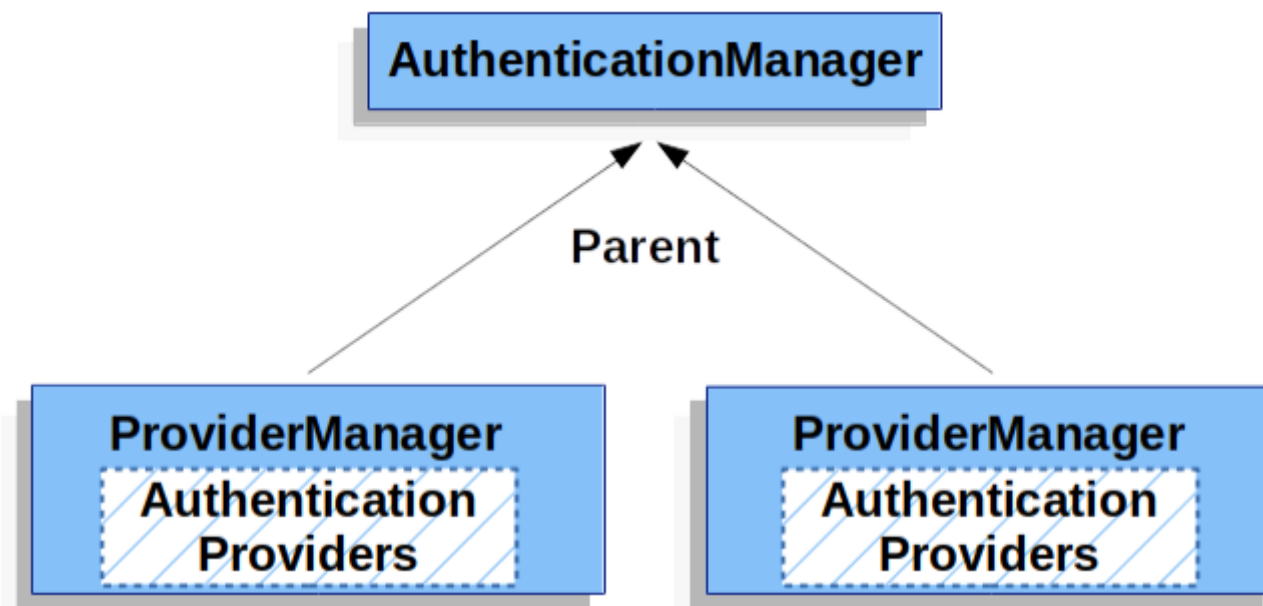 AuthenticationManager
Parent
ProviderManager
Authentication
Providers
ProviderManager
Authentication
Providers